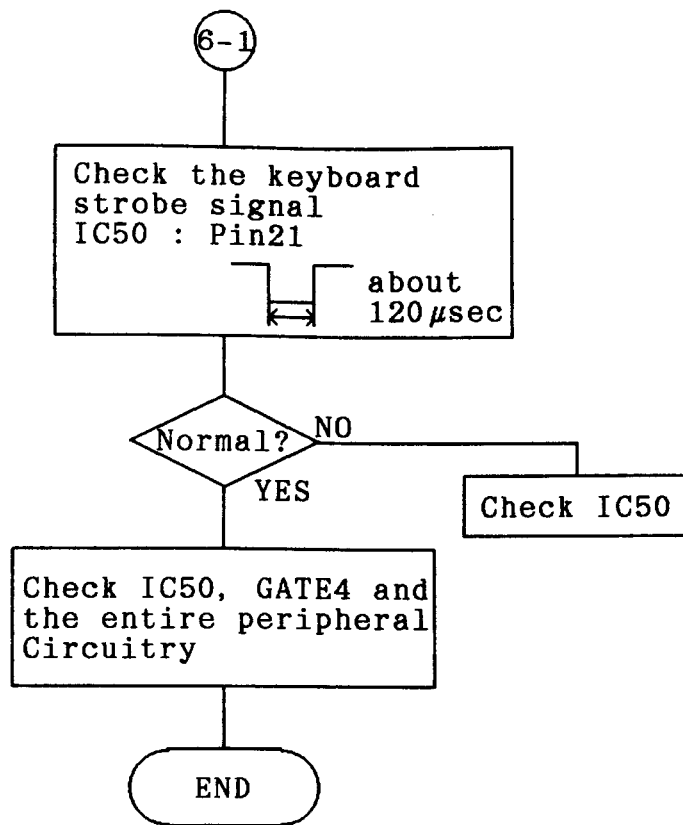 6-1
Check the keyboard
strobe signal
IC50 : Pin21
about
120μsec
Normal?
NO
YES
Check IC50
Check IC50, GATE4 and
the entire peripheral
Circuitry
END